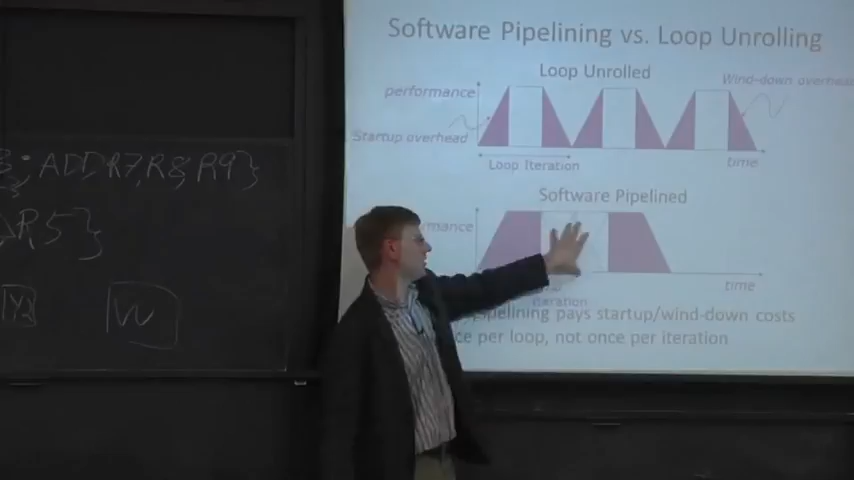 Software Pipelining vs. Loop Unrolling
Loop Unrolled
Wind-down overhead
performance
Startup overhead
Loop Iteration
time
Software Pipelined
time
pays startup/wind-down costs
per loop, not once per iteration
; ADD R7, R8, R9}
R5}